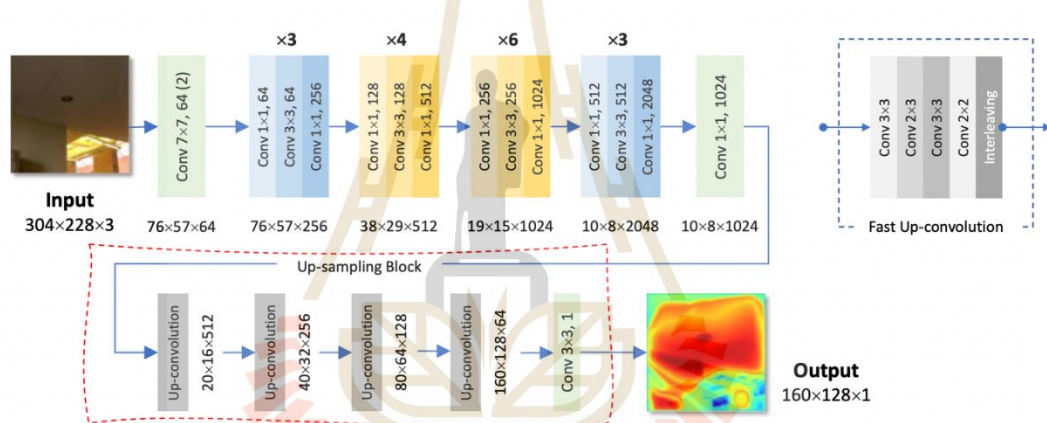 ×3
×4
×6
×3
Conv 7×7, 64 (2)
Conv 1×1, 64
Conv 3×3, 64
Conv 1×1, 256
Conv 1×1, 128
Conv 3×3, 128
Conv 1×1, 512
Conv 1×1, 256
Conv 3×3, 256
Conv 1×1, 1024
Conv 1×1, 512
Conv 3×3, 512
Conv 1×1, 2048
Conv 1×1, 1024
Conv 3×3
Conv 2×3
Conv 3×3
Conv 2×2
Interleaving
Input
304×228×3
76×57×64
76×57×256
38×29×512
19×15×1024
10×8×2048
10×8×1024
Fast Up-convolution
Up-sampling Block
Up-convolution
20×16×512
Up-convolution
40×32×256
Up-convolution
80×64×128
Up-convolution
160×128×64
Conv 3×3, 1
Output
160×128×1